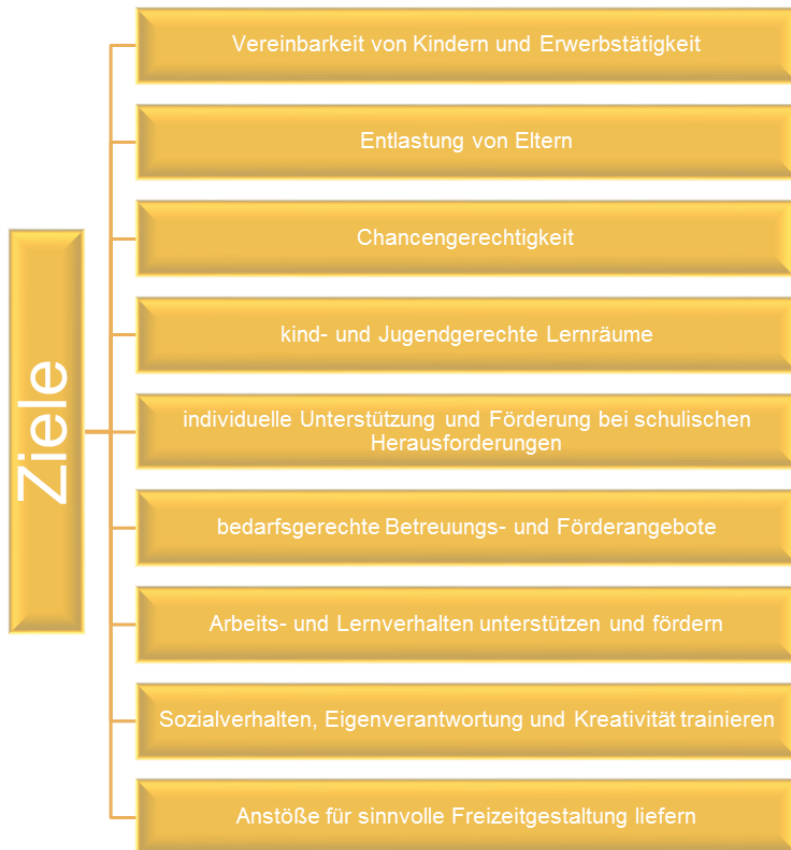 Ziele
Vereinbarkeit von Kindern und Erwerbstätigkeit
Entlastung von Eltern
Chancengerechtigkeit
kind- und Jugendgerechte Lernräume
individuelle Unterstützung und Förderung bei schulischen
Herausforderungen
bedarfsgerechte Betreuungs- und Förderangebote
Arbeits- und Lernverhalten unterstützen und fördern
Sozialverhalten, Eigenverantwortung und Kreativität trainieren
Anstöße für sinnvolle Freizeitgestaltung liefern